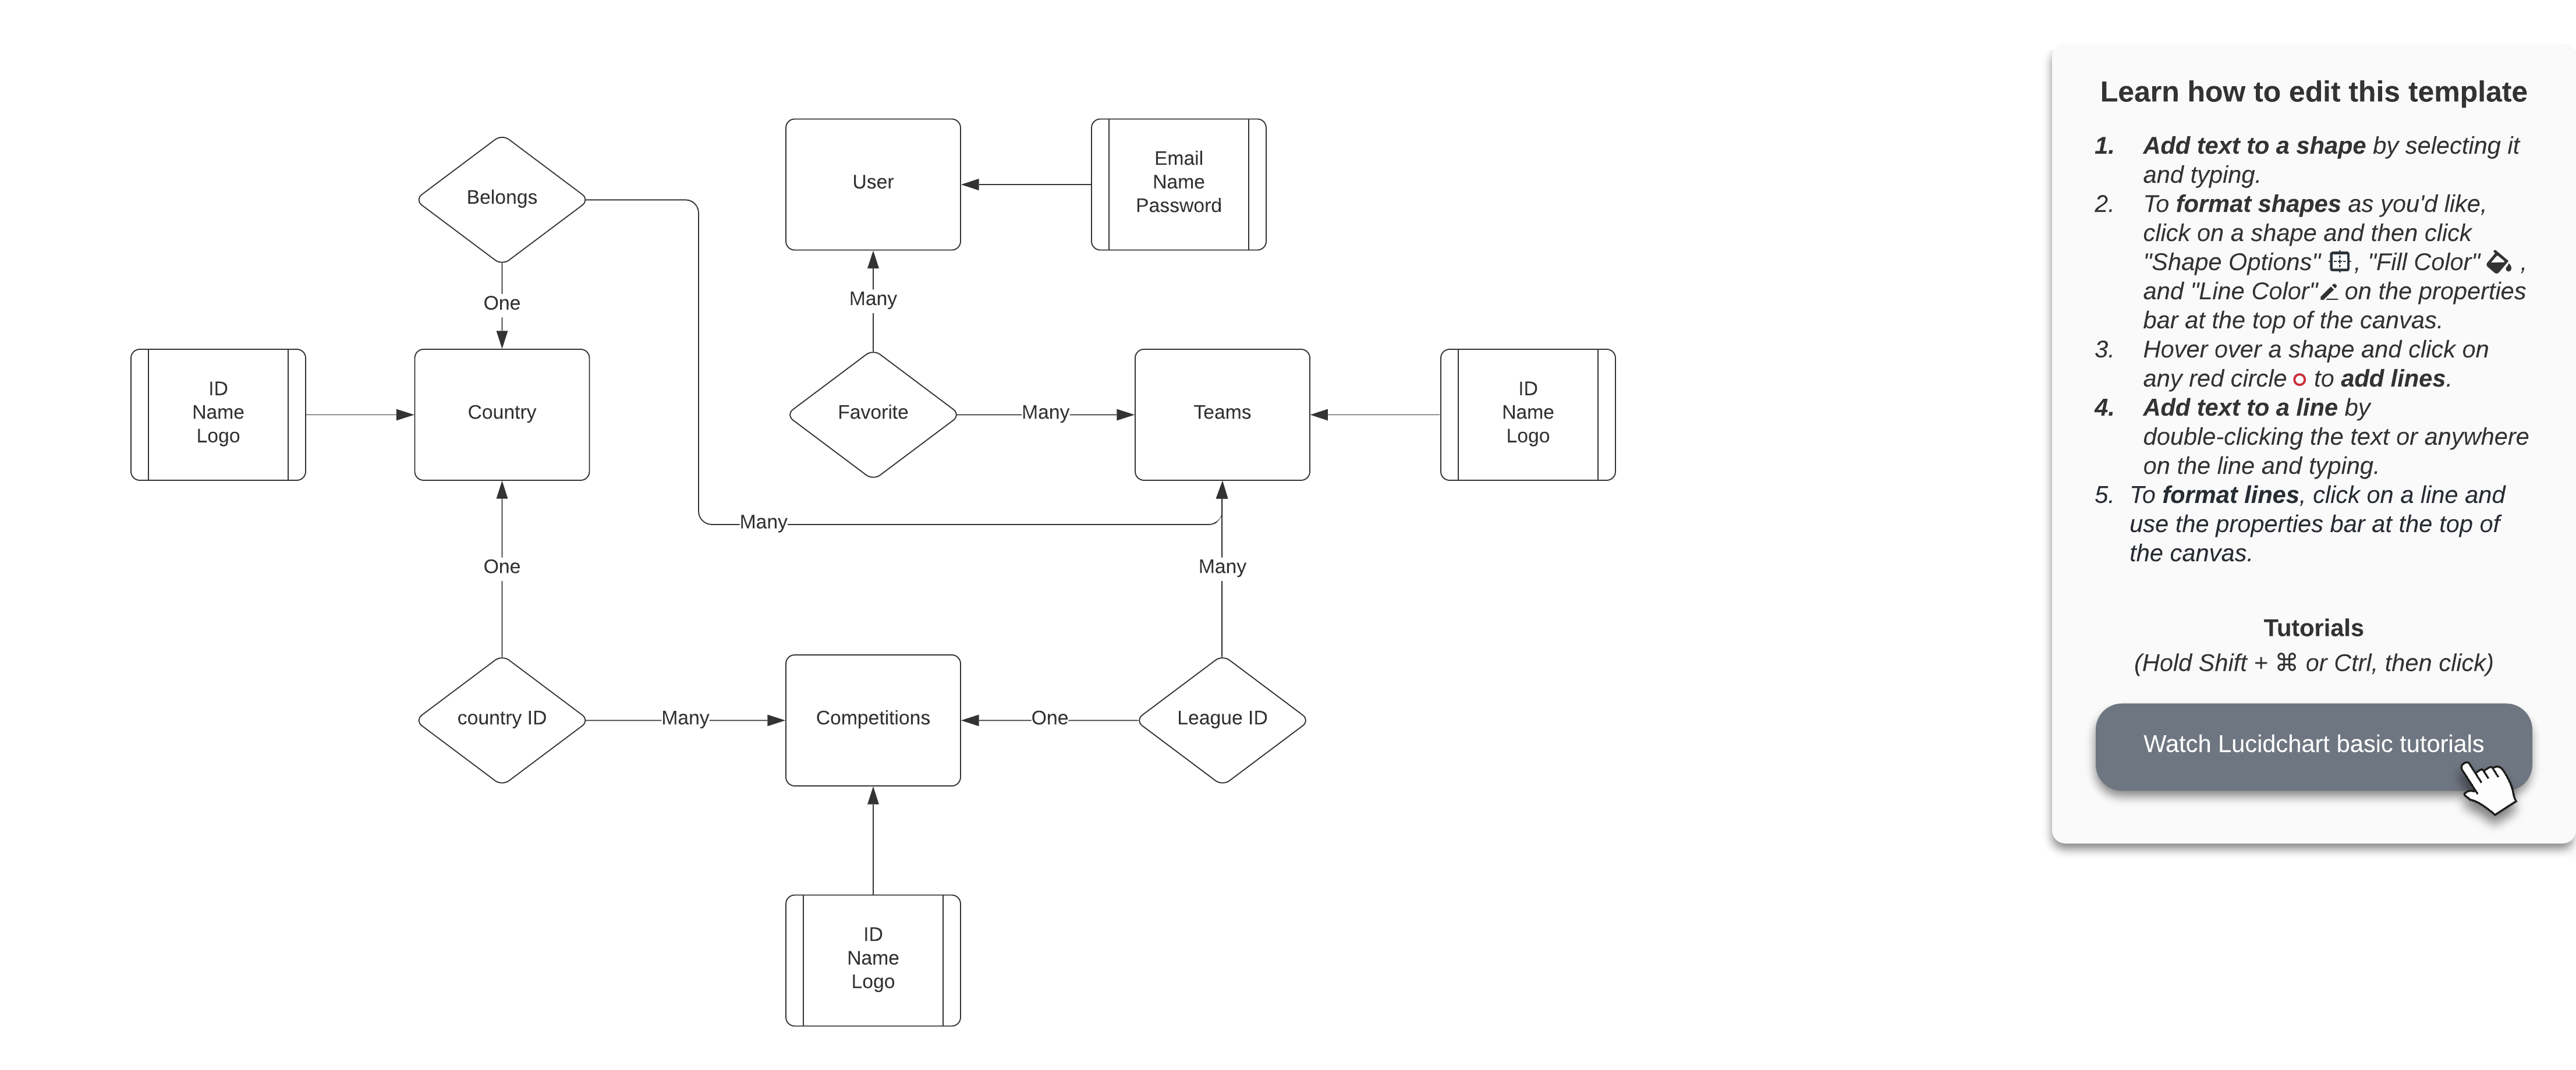 Belongs
One
User
Email
Name
Password
Many
ID
Name
Logo
Country
Favorite
Many
Teams
ID
Name
Logo
Many
One
Many
country ID
Many
Competitions
One
League ID
ID
Name
Logo
Learn how to edit this template
1. Add text to a shape by selecting it
and typing.
2. To format shapes as you'd like,
click on a shape and then click
"Shape Options" , "Fill Color" ,
and "Line Color" on the properties
bar at the top of the canvas.
3. Hover over a shape and click on
any red circle to add lines.
4. Add text to a line by
double-clicking the text or anywhere
on the line and typing.
5. To format lines, click on a line and
use the properties bar at the top of
the canvas.
Tutorials
(Hold Shift + ⌘ or Ctrl, then click)
Watch Lucidchart basic tutorials